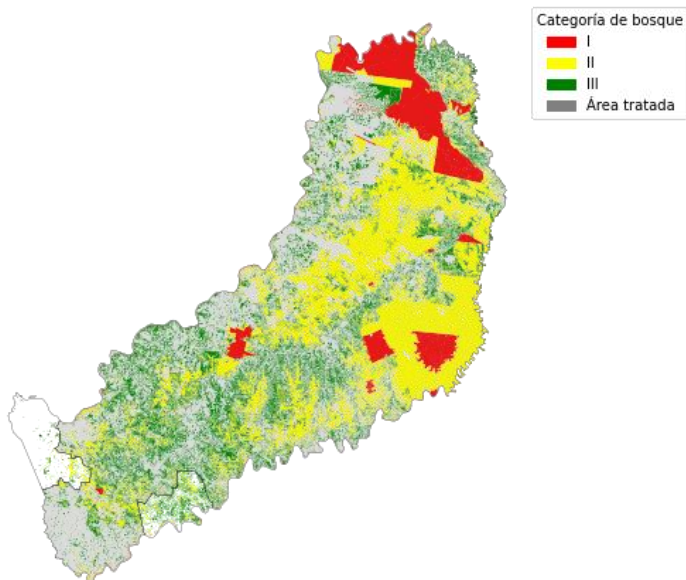 Categoría de bosque
I
II
III
Área tratada